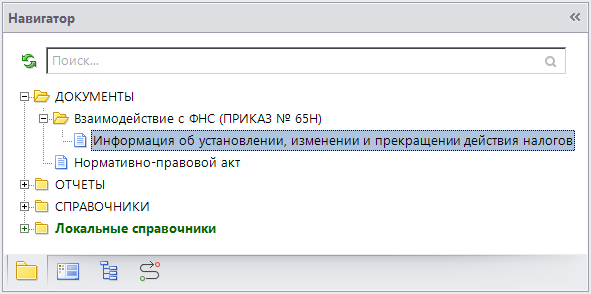 Навигатор
Поиск...
ДОКУМЕНТЫ
Взаимодействие с ФНС (ПРИКАЗ № 65Н)
Информация об установлении, изменении и прекращении действия налогов
Нормативно-правовой акт
ОТЧЕТЫ
СПРАВОЧНИКИ
Локальные справочники